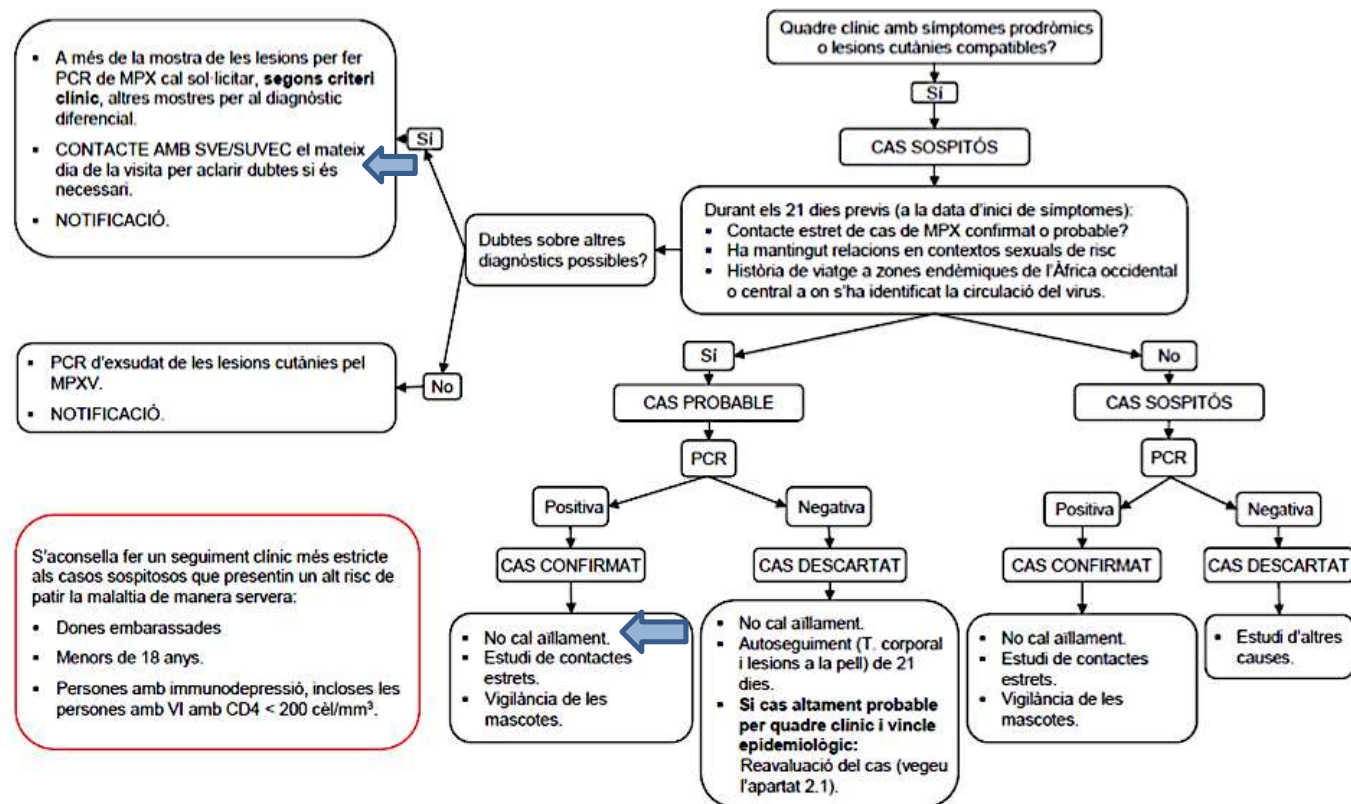 Quadre clínic amb símptomes prodròmics
o lesions cutànies compatibles?
Sí
CAS SOSPITÓS
Durant els 21 dies previs (a la data d'inici de símptomes):
▪ Contacte estret de cas de MPX confirmat o probable?
▪ Ha mantingut relacions en contextos sexuals de risc
▪ Història de viatge a zones endèmiques de l'Àfrica occidental
o central a on s'ha identificat la circulació del virus.
Dubtes sobre altres
diagnòstics possibles?
Sí
▪ A més de la mostra de les lesions per fer
PCR de MPX cal sol·licitar, segons criteri
clínic, altres mostres per al diagnòstic
diferencial.
▪ CONTACTE AMB SVE/SUVEC el mateix
dia de la visita per aclarir dubtes si és
necessari.
▪ NOTIFICACIÓ.
No
▪ PCR d'exsudat de les lesions cutànies pel
MPXV.
▪ NOTIFICACIÓ.
Sí
CAS PROBABLE
PCR
Positiva
CAS CONFIRMAT
▪ No cal aïllament.
▪ Estudi de contactes
estrets.
▪ Vigilància de les
mascotes.
Negativa
CAS DESCARTAT
▪ No cal aïllament.
▪ Autoseguiment (T. corporal
i lesions a la pell) de 21
dies.
▪ Si cas altament probable
per quadre clínic i vincle
epidemiològic:
Reavaluació del cas (vegeu
l'apartat 2.1).
No
CAS SOSPITÓS
PCR
Positiva
CAS CONFIRMAT
▪ No cal aïllament.
▪ Estudi de contactes
estrets.
▪ Vigilància de les
mascotes.
Negativa
CAS DESCARTAT
▪ Estudi d'altres
causes.
S'aconsella fer un seguiment clínic més estricte
als casos sospitosos que presentin un alt risc de
patir la malaltia de manera servera:
▪ Dones embarassades
▪ Menors de 18 anys.
▪ Persones amb immunodepressió, incloses les
persones amb VI amb CD4 < 200 cèl/mm³.